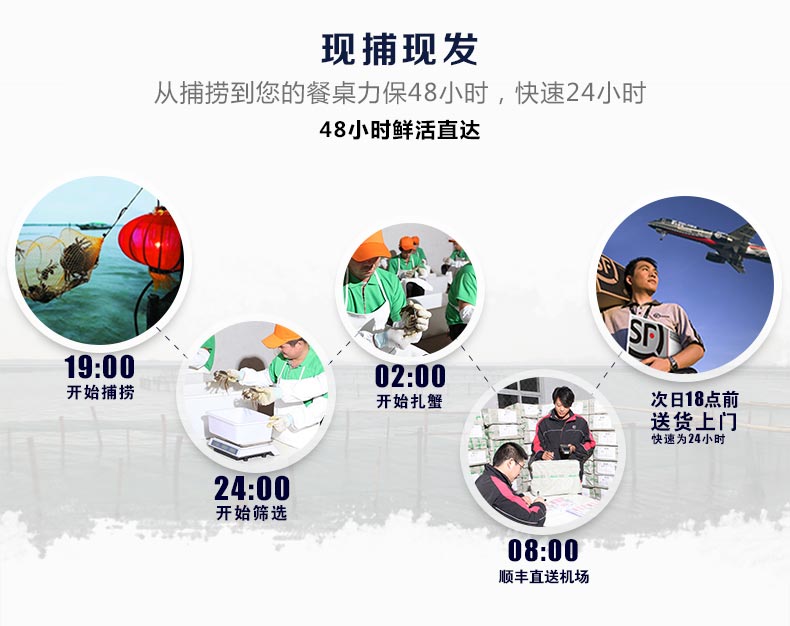 现捕现发
从捕捞到您的餐桌力保48小时，快速24小时
48小时鲜活直达
19:00
开始捕捞
24:00
开始筛选
02:00
开始扎蟹
08:00
顺丰直送机场
SF
次日18点前
送货上门
快速为24小时